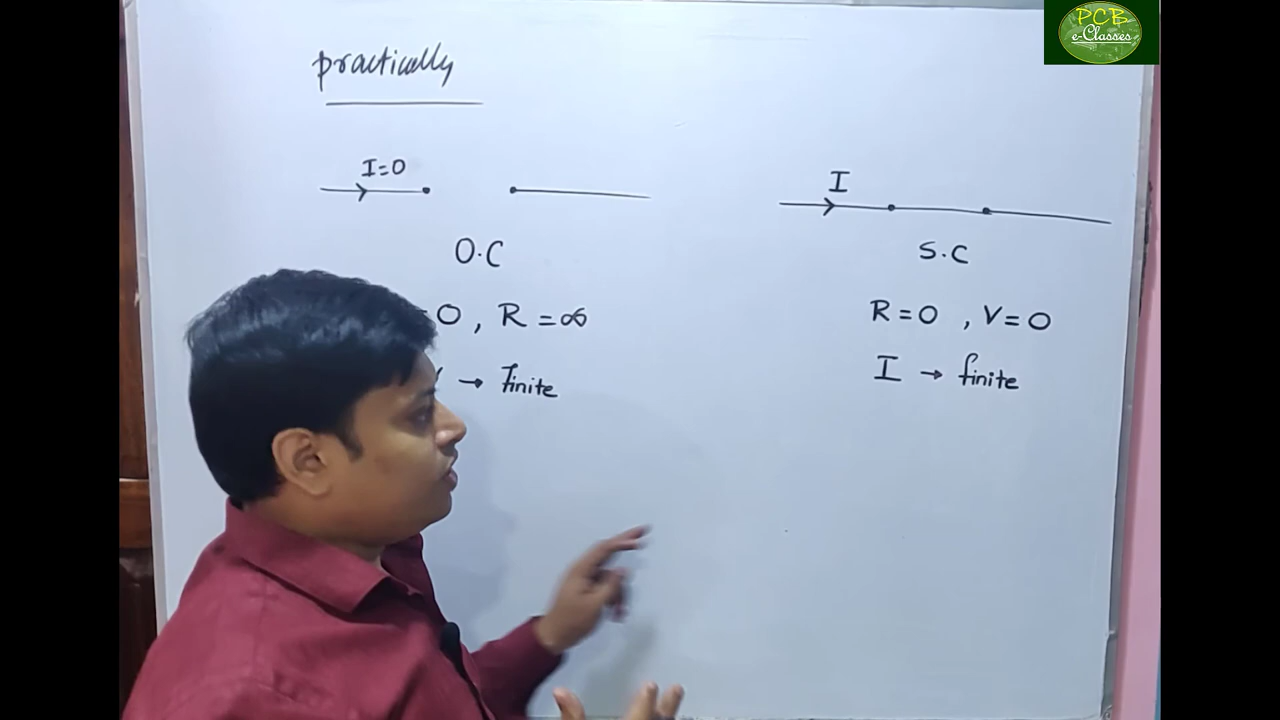 PCB
e-Classes
practically
I=0
O.C
=0, R=∞
→ Finite
I
S.C
R=0, V=0
I → finite